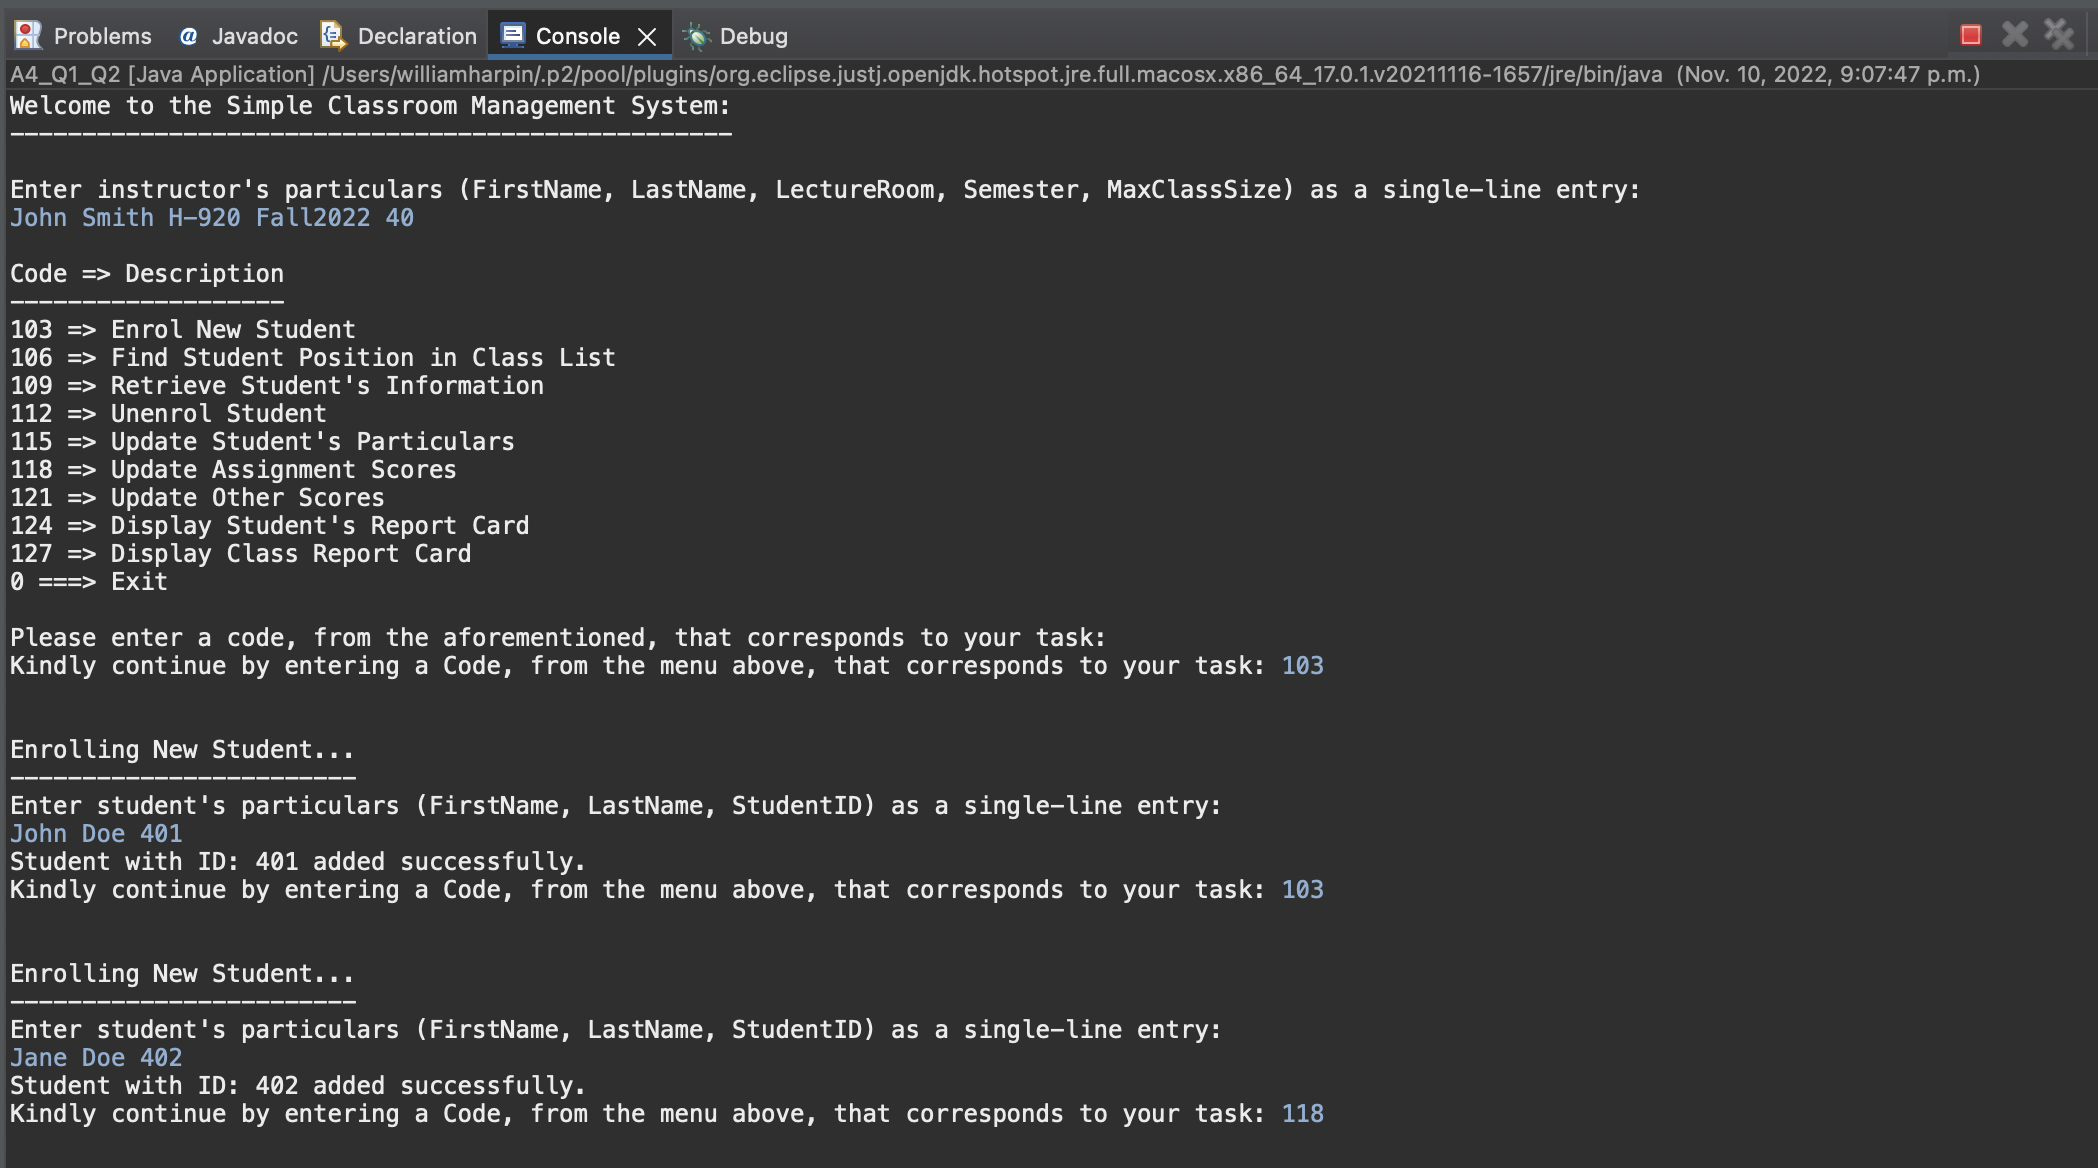 Problems Javadoc Declaration Console Debug
A4_Q1_Q2 [Java Application] /Users/williamharpin/.p2/pool/plugins/org.eclipse.justj.openjdk.hotspot.jre.full.macosx.x86_64_17.0.1.v20211116-1657/jre/bin/java (Nov. 10, 2022, 9:07:47 p.m.)
Welcome to the Simple Classroom Management System:
--------------------------------------------------
Enter instructor's particulars (FirstName, LastName, LectureRoom, Semester, MaxClassSize) as a single-line entry:
John Smith H-920 Fall2022 40
Code => Description
-------------------
103 => Enrol New Student
106 => Find Student Position in Class List
109 => Retrieve Student's Information
112 => Unenrol Student
115 => Update Student's Particulars
118 => Update Assignment Scores
121 => Update Other Scores
124 => Display Student's Report Card
127 => Display Class Report Card
0 ===> Exit
Please enter a code, from the aforementioned, that corresponds to your task:
Kindly continue by entering a Code, from the menu above, that corresponds to your task: 103
Enrolling New Student...
------------------------
Enter student's particulars (FirstName, LastName, StudentID) as a single-line entry:
John Doe 401
Student with ID: 401 added successfully.
Kindly continue by entering a Code, from the menu above, that corresponds to your task: 103
Enrolling New Student...
------------------------
Enter student's particulars (FirstName, LastName, StudentID) as a single-line entry:
Jane Doe 402
Student with ID: 402 added successfully.
Kindly continue by entering a Code, from the menu above, that corresponds to your task: 118